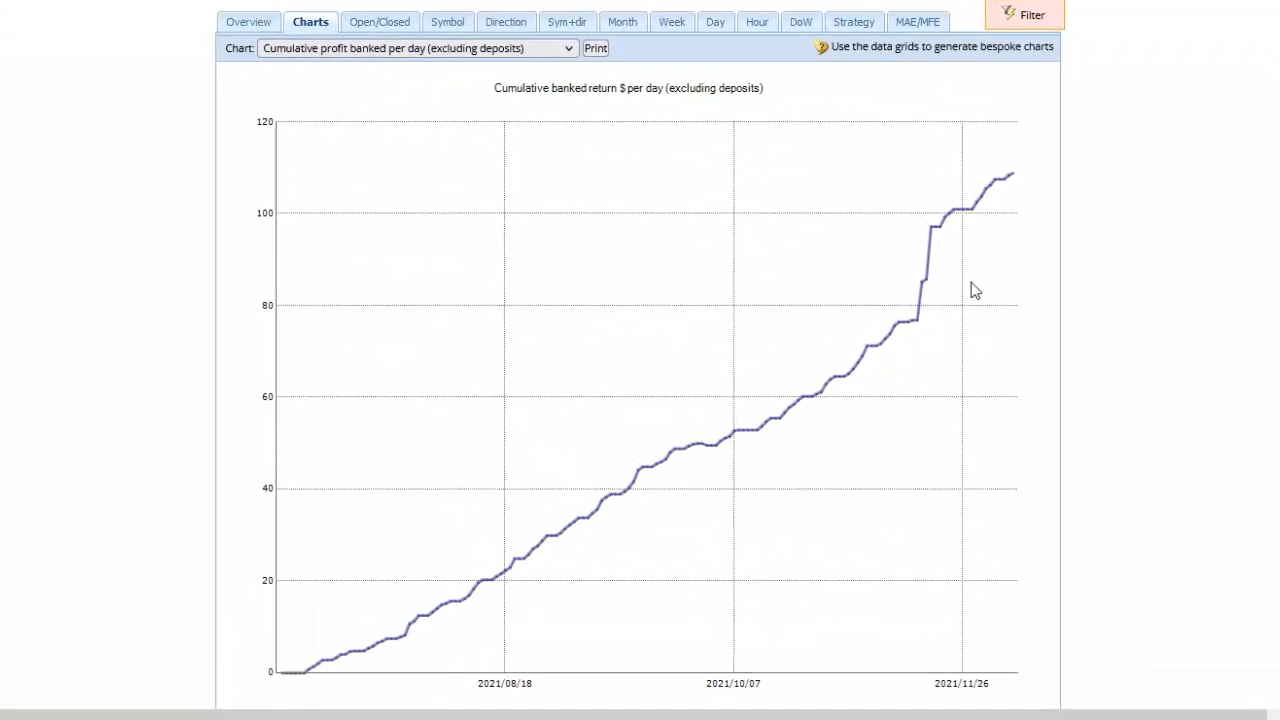 Overview Charts Open/Closed Symbol Direction Sym+dir Month Week Day Hour DoW Strategy MAE/MFE Filter
Chart: Cumulative profit banked per day (excluding deposits) Print Use the data grids to generate bespoke charts
Cumulative banked return $ per day (excluding deposits)
120
100
80
60
40
20
0
2021/08/18 2021/10/07 2021/11/26